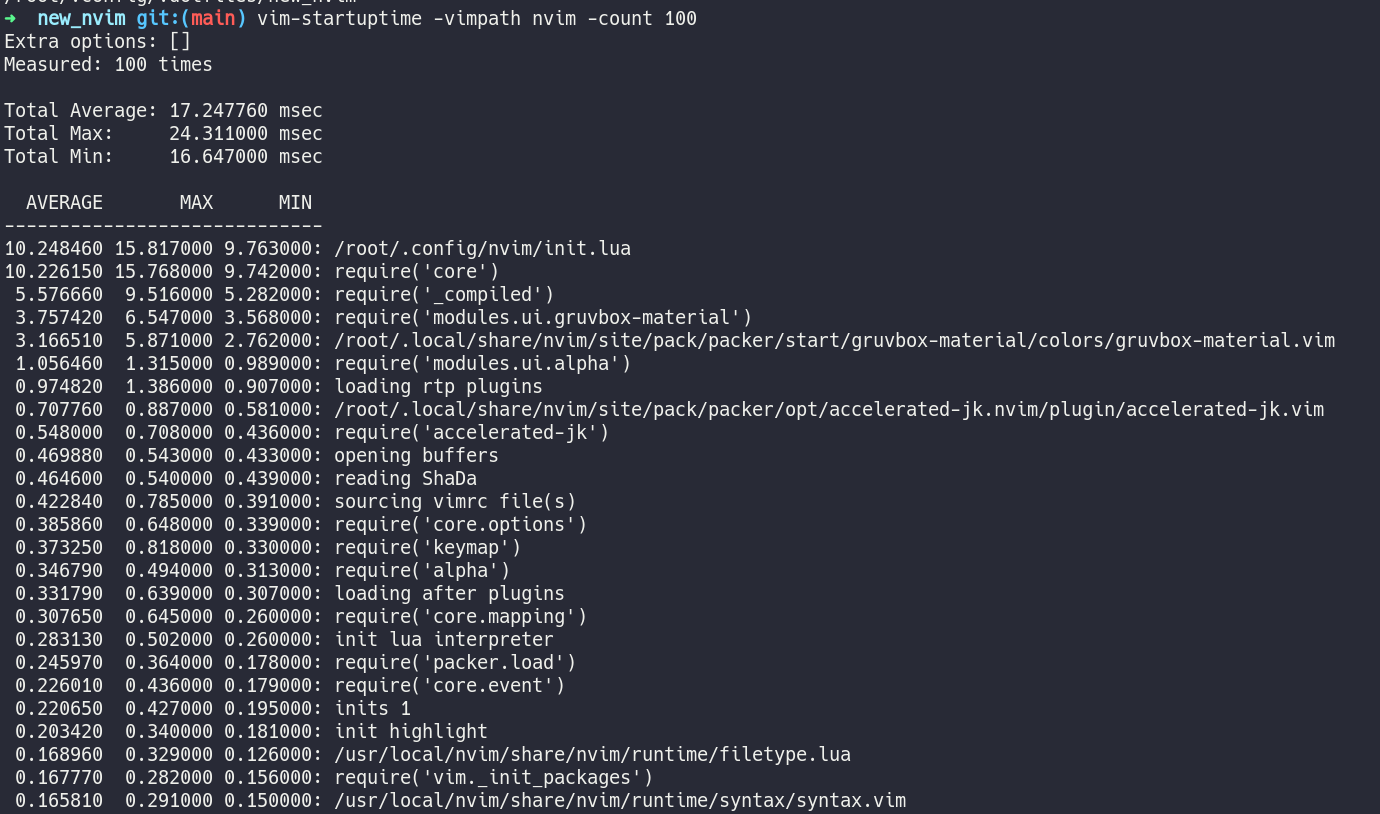 ➜  new_nvim git:(main) vim-startuptime -vimpath nvim -count 100
Extra options: []
Measured: 100 times
Total Average: 17.247760 msec
Total Max:     24.311000 msec
Total Min:     16.647000 msec
  AVERAGE       MAX      MIN
-----------------------------
10.248460 15.817000 9.763000: /root/.config/nvim/init.lua
10.226150 15.768000 9.742000: require('core')
 5.576660  9.516000 5.282000: require('_compiled')
 3.757420  6.547000 3.568000: require('modules.ui.gruvbox-material')
 3.166510  5.871000 2.762000: /root/.local/share/nvim/site/pack/packer/start/gruvbox-material/colors/gruvbox-material.vim
 1.056460  1.315000 0.989000: require('modules.ui.alpha')
 0.974820  1.386000 0.907000: loading rtp plugins
 0.707760  0.887000 0.581000: /root/.local/share/nvim/site/pack/packer/opt/accelerated-jk.nvim/plugin/accelerated-jk.vim
 0.548000  0.708000 0.436000: require('accelerated-jk')
 0.469880  0.543000 0.433000: opening buffers
 0.464600  0.540000 0.439000: reading ShaDa
 0.422840  0.785000 0.391000: sourcing vimrc file(s)
 0.385860  0.648000 0.339000: require('core.options')
 0.373250  0.818000 0.330000: require('keymap')
 0.346790  0.494000 0.313000: require('alpha')
 0.331790  0.639000 0.307000: loading after plugins
 0.307650  0.645000 0.260000: require('core.mapping')
 0.283130  0.502000 0.260000: init lua interpreter
 0.245970  0.364000 0.178000: require('packer.load')
 0.226010  0.436000 0.179000: require('core.event')
 0.220650  0.427000 0.195000: inits 1
 0.203420  0.340000 0.181000: init highlight
 0.168960  0.329000 0.126000: /usr/local/nvim/share/nvim/runtime/filetype.lua
 0.167770  0.282000 0.156000: require('vim._init_packages')
 0.165810  0.291000 0.150000: /usr/local/nvim/share/nvim/runtime/syntax/syntax.vim